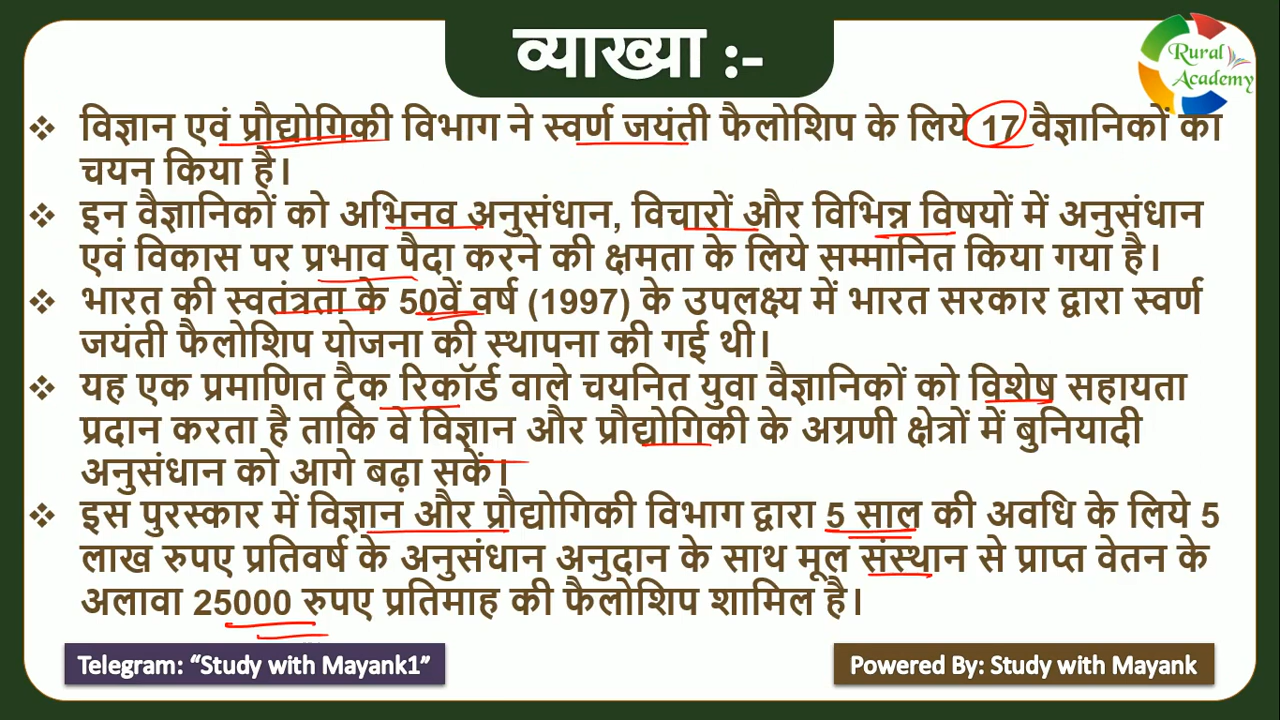 व्याख्या :-
Rural
Academy
❖ विज्ञान एवं प्रौद्योगिकी विभाग ने स्वर्ण जयंती फैलोशिप के लिये 17 वैज्ञानिकों का
चयन किया है।
❖ इन वैज्ञानिकों को अभिनव अनुसंधान, विचारों और विभिन्न विषयों में अनुसंधान
एवं विकास पर प्रभाव पैदा करने की क्षमता के लिये सम्मानित किया गया है।
❖ भारत की स्वतंत्रता के 50वें वर्ष (1997) के उपलक्ष्य में भारत सरकार द्वारा स्वर्ण
जयंती फैलोशिप योजना की स्थापना की गई थी।
❖ यह एक प्रमाणित ट्रैक रिकॉर्ड वाले चयनित युवा वैज्ञानिकों को विशेष सहायता
प्रदान करता है ताकि वे विज्ञान और प्रौद्योगिकी के अग्रणी क्षेत्रों में बुनियादी
अनुसंधान को आगे बढ़ा सकें।
❖ इस पुरस्कार में विज्ञान और प्रौद्योगिकी विभाग द्वारा 5 साल की अवधि के लिये 5
लाख रुपए प्रतिवर्ष के अनुसंधान अनुदान के साथ मूल संस्थान से प्राप्त वेतन के
अलावा 25000 रुपए प्रतिमाह की फैलोशिप शामिल है।
Telegram: “Study with Mayank1”
Powered By: Study with Mayank